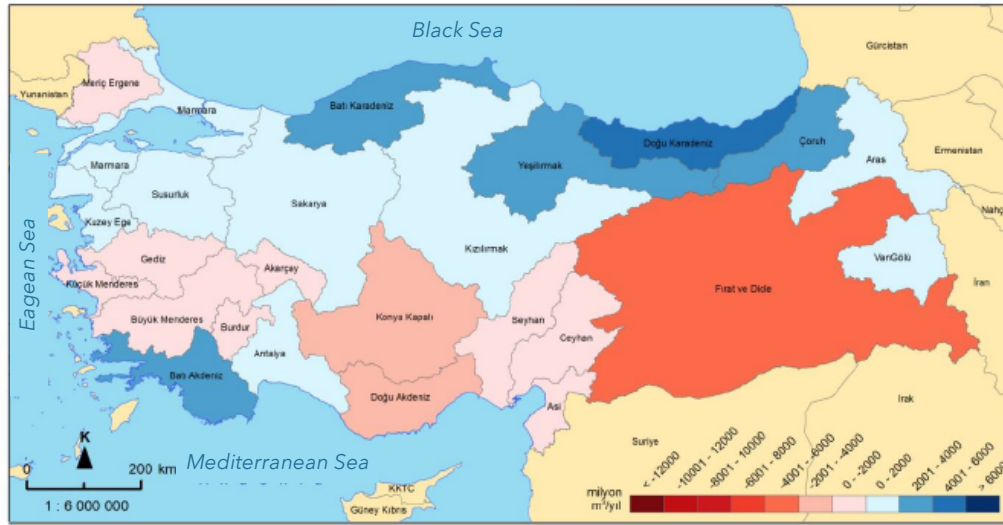 Black Sea
Gürcistan
Meriç Ergene
Yunanistan
Marmara
Batı Karadeniz
Doğu Karadeniz
Çoruh
Ermenistan
Yeşilırmak
Marmara
Aras
Susurluk
Sakarya
Nahç
Kuzey Ege
Kızılırmak
Eagean Sea
Gediz
Akarçay
VanGölü
İran
Küçük Menderes
Fırat ve Dicle
Büyük Menderes
Burdur
Konya Kapalı
Seyhan
Ceyhan
Antalya
Batı Akdeniz
Doğu Akdeniz
Asi
Irak
K
Suriye
0 200 km
Mediterranean Sea
1 : 6 000 000
KKTC
Güney Kıbrıs
milyon
m³/yıl
< -12000
-10001 - 12000
-8001 - 10000
-6001 - 8000
-4001 - -6000
-2001 - -4000
0 - -2000
0 - 2000
2001 - 4000
4001 - 6000
> 6000